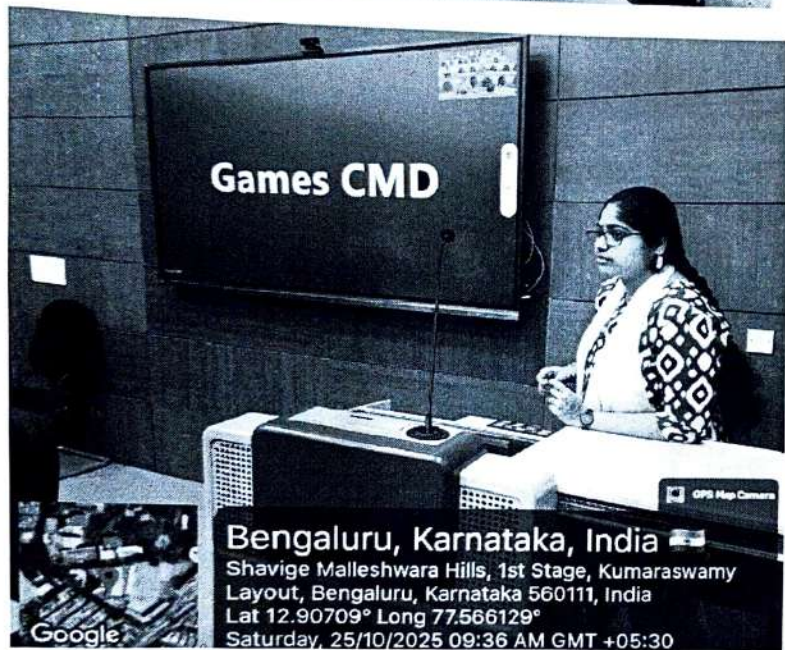 Games CMD
GPS Map Camera
Bengaluru, Karnataka, India
Shavige Malleshwara Hills, 1st Stage, Kumaraswamy
Layout, Bengaluru, Karnataka 560111, India
Lat 12.90709° Long 77.566129°
Saturday, 25/10/2025 09:36 AM GMT +05:30
Google